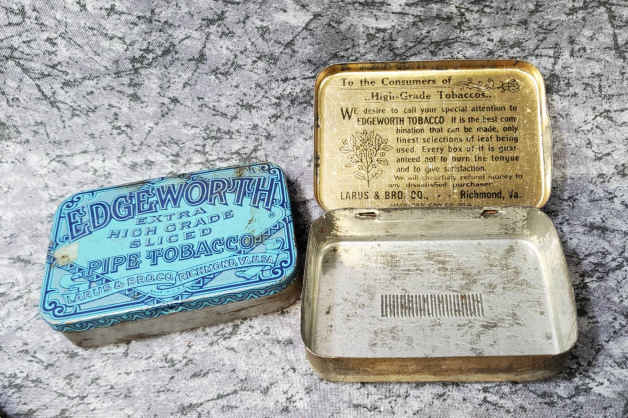 EDGEWORTH
EXTRA
HIGH GRADE
SLICED
PIPE TOBACCO
LARUS & BRO. CO., RICHMOND, VA. U.S.A.
To the Consumers of
High-Grade Tobaccos..
WE desire to call your special attention to
EDGEWORTH TOBACCO It is the best com
bination that can be made, only
finest selections of leaf being
used. Every box of it is guar-
anteed not to burn the tongue
and to give satisfaction.
We will cheerfully refund money to
any dissatisfied purchaser.
LARUS & BRO. CO., - - Richmond, Va.